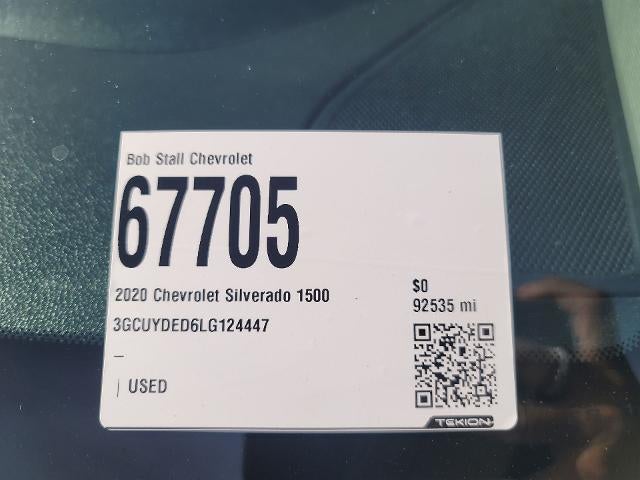 Bob Stall Chevrolet
67705
2020 Chevrolet Silverado 1500
3GCUYDED6LG124447
–
| USED
$0
92535 mi
TEKION